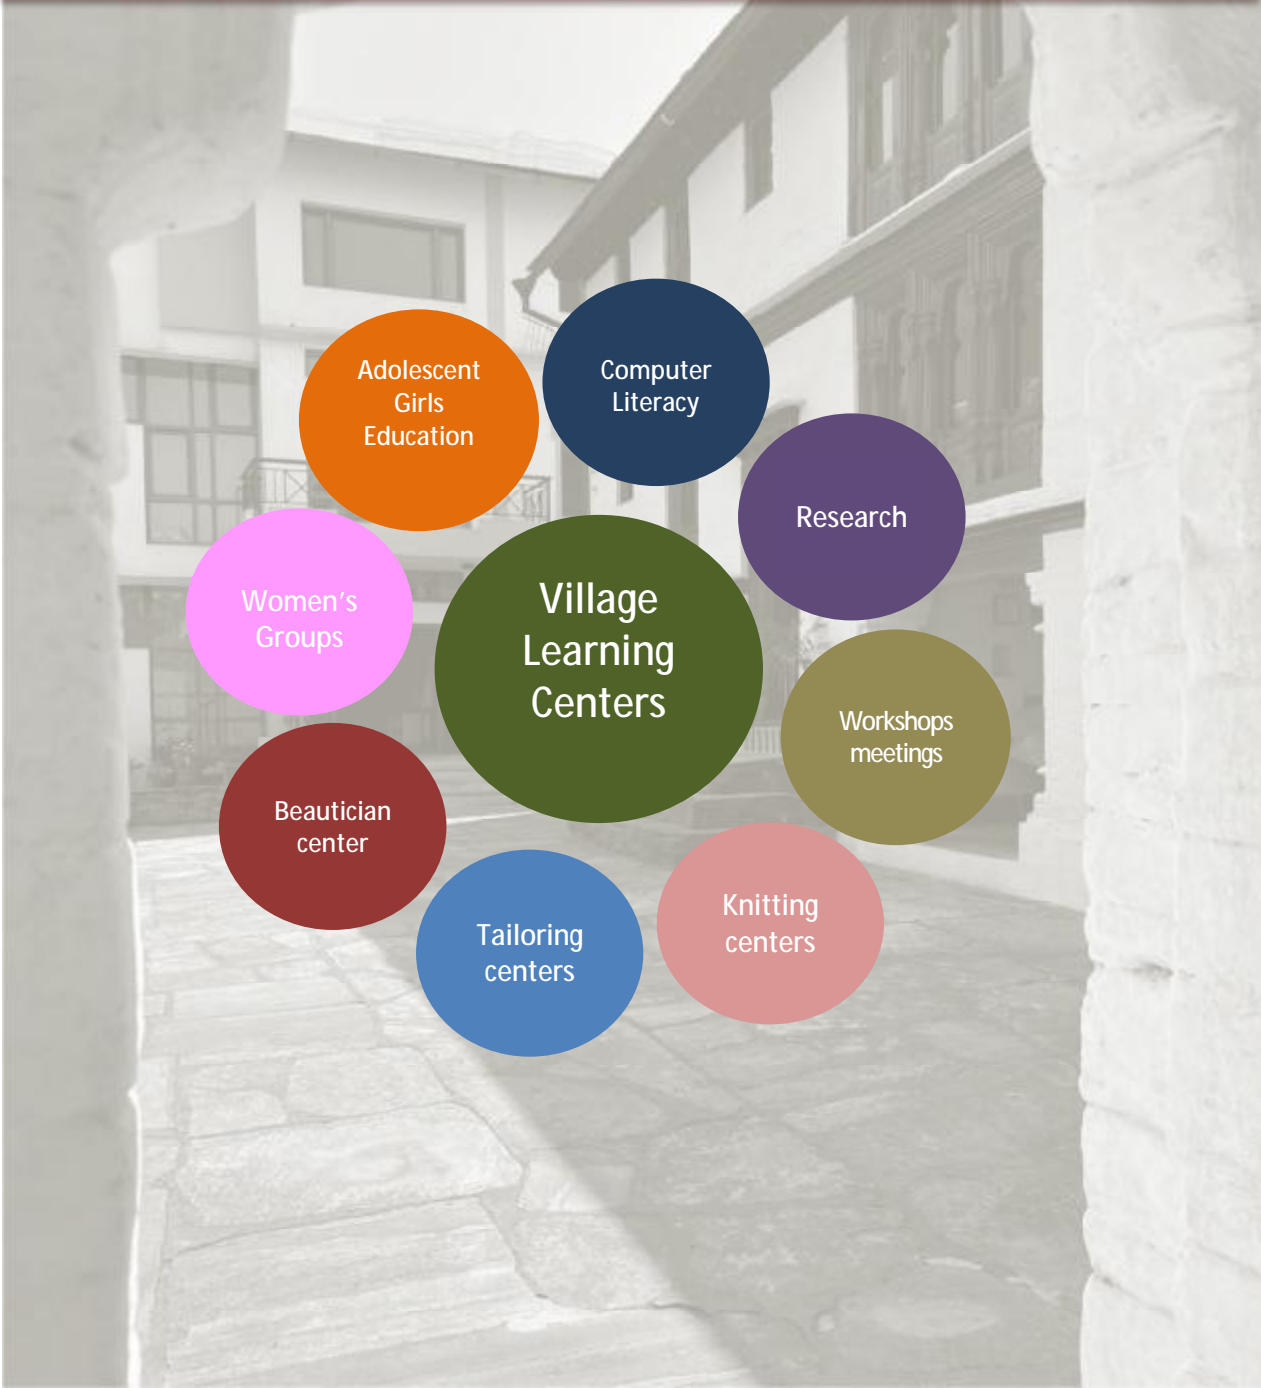 Adolescent
Girls
Education
Computer
Literacy
Research
Women's
Groups
Village
Learning
Centers
Workshops
meetings
Beautician
center
Knitting
centers
Tailoring
centers